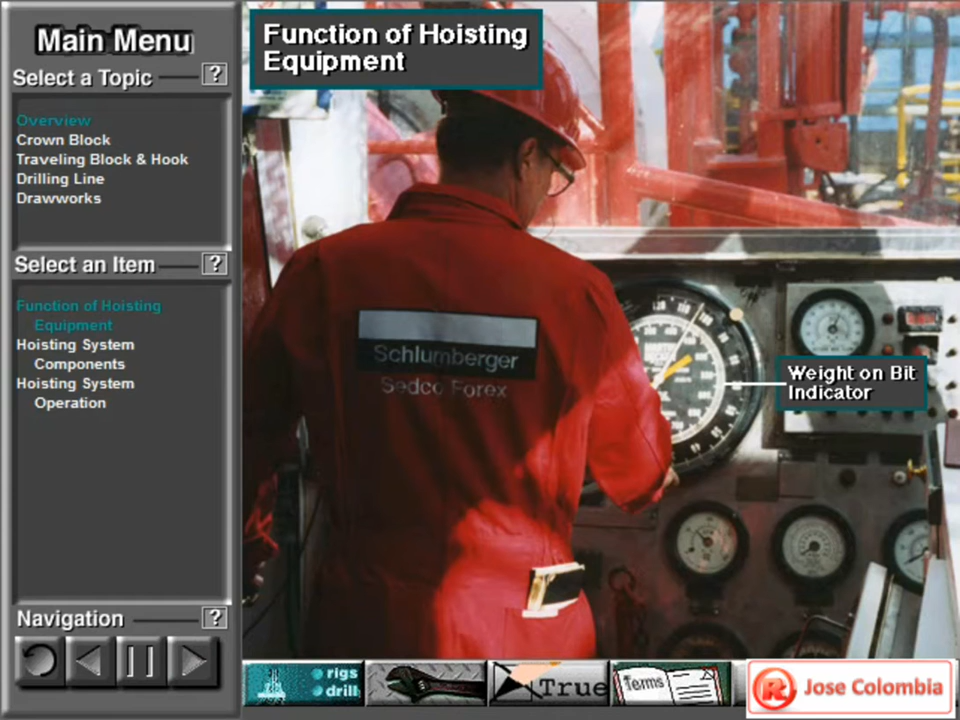 Main Menu
Select a Topic
?
Overview
Crown Block
Traveling Block & Hook
Drilling Line
Drawworks
Select an Item
?
Function of Hoisting
Equipment
Hoisting System
Components
Hoisting System
Operation
Navigation
?
Function of Hoisting
Equipment
Schlumberger
Sedco Forex
Weight on Bit
Indicator
rigs
drill
True
Terms
R
Jose Colombia